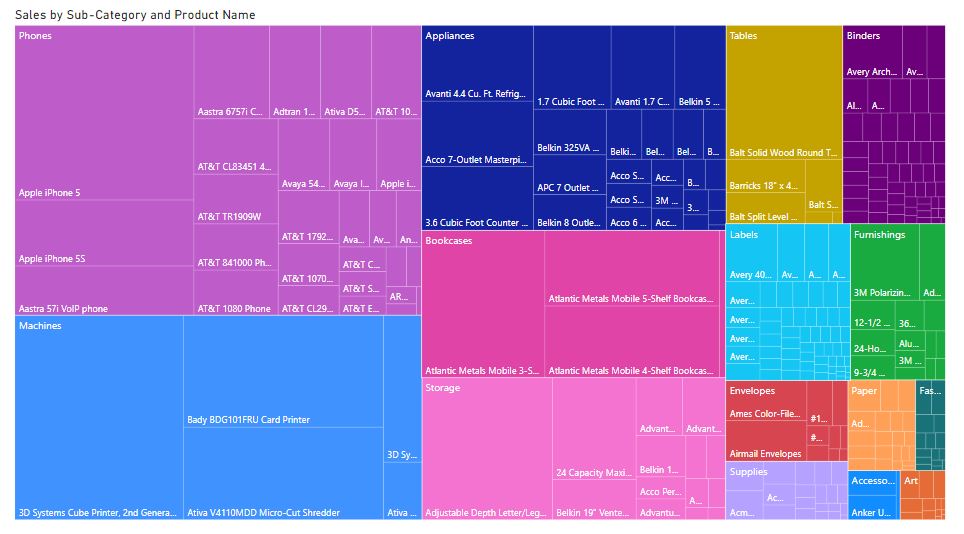 Sales by Sub-Category and Product Name
Phones
Aastra 6757i C...
Adtran 1...
Ativa D5...
AT&T 10...
AT&T CL83451 4...
Apple iPhone 5
Avaya 54...
Avaya I...
Apple i...
AT&T TR1909W
AT&T 1792...
Ava...
Av...
An...
Apple iPhone 5S
AT&T 841000 Ph...
AT&T C...
AT&T 1070...
AT&T S...
AR...
Aastra 57i VoIP phone
AT&T 1080 Phone
AT&T CL29...
AT&T E...
Machines
Bady BDG101FRU Card Printer
3D Sy...
3D Systems Cube Printer, 2nd Genera...
Ativa V4110MDD Micro-Cut Shredder
Ativa ...
Appliances
Avanti 4.4 Cu. Ft. Refrig...
1.7 Cubic Foot ...
Avanti 1.7 C...
Belkin 5 ...
Acco 7-Outlet Masterpi...
Belkin 325VA ...
Belki...
Bel...
Bel...
B...
APC 7 Outlet ...
Acco S...
Acc...
B...
Acco S...
3M ...
3...
3.6 Cubic Foot Counter ...
Belkin 8 Outle...
Acco 6 ...
Acc...
Bookcases
Atlantic Metals Mobile 5-Shelf Bookcas...
Atlantic Metals Mobile 3-S...
Atlantic Metals Mobile 4-Shelf Bookcas...
Storage
Advant...
Advant...
24 Capacity Maxi...
Belkin 1...
Acco Per...
A...
Adjustable Depth Letter/Leg...
Belkin 19" Vente...
Advantu...
Tables
Balt Solid Wood Round T...
Barricks 18" x 4...
Balt 5...
Balt Split Level ...
Binders
Avery Arch...
Av...
Al...
A...
Labels
Avery 40...
Av...
A...
A...
Aver...
Aver...
Aver...
Furnishings
3M Polarizin...
Ad...
12-1/2 ...
36...
24-Ho...
Alu...
3M ...
9-3/4 ...
Envelopes
Ames Color-File...
#1...
#...
Airmail Envelopes
Paper
Ad...
Fas...
Supplies
Ac...
Acm...
Accesso...
Anker U...
Art